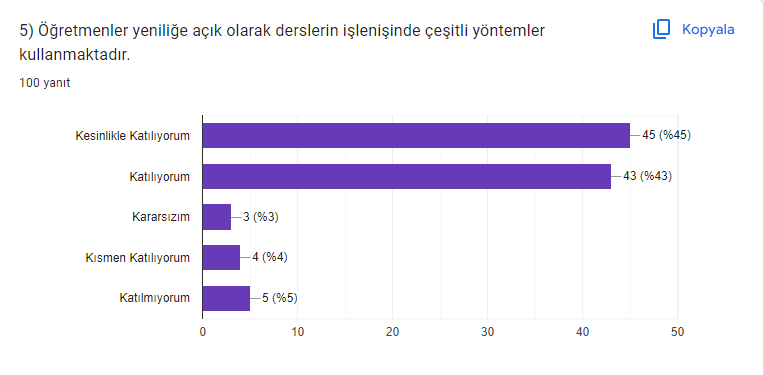 5) Öğretmenler yeniliğe açık olarak derslerin işlenişinde çeşitli yöntemler
kullanmaktadır.
Kopyala
100 yanıt
Kesinlikle Katılıyorum 45 (%45)
Katılıyorum 43 (%43)
Kararsızım 3 (%3)
Kısmen Katılıyorum 4 (%4)
Katılmıyorum 5 (%5)
0 10 20 30 40 50